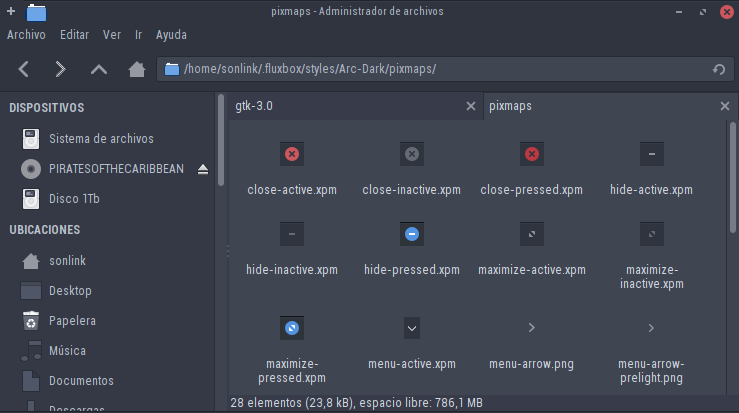 pixmaps - Administrador de archivos
Archivo Editar Ver Ir Ayuda
/home/sonlink/.fluxbox/styles/Arc-Dark/pixmaps/
DISPOSITIVOS
Sistema de archivos
PIRATESOFTHECARIBBEAN
Disco 1Tb
UBICACIONES
sonlink
Desktop
Papelera
Música
Documentos
Descargas
gtk-3.0
pixmaps
close-active.xpm
close-inactive.xpm
close-pressed.xpm
hide-active.xpm
hide-inactive.xpm
hide-pressed.xpm
maximize-active.xpm
maximize-
inactive.xpm
maximize-
pressed.xpm
menu-active.xpm
menu-arrow.png
menu-arrow-
prelight.png
28 elementos (23,8 kB), espacio libre: 786,1 MB